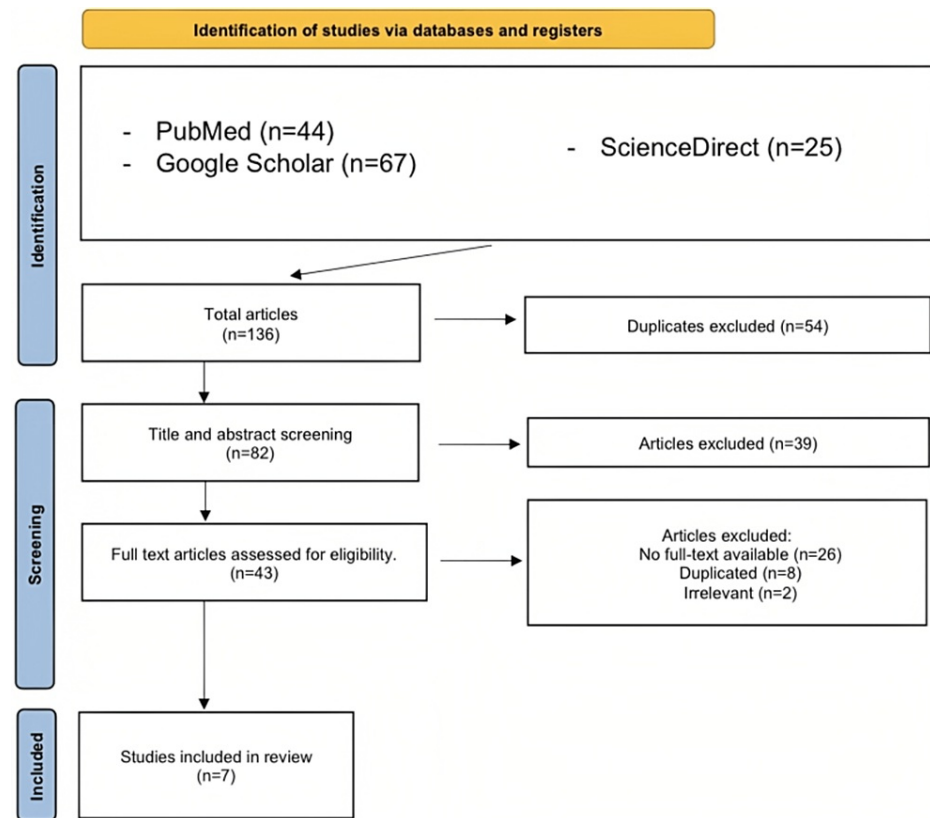 Identification of studies via databases and registers
Identification
- PubMed (n=44)
- Google Scholar (n=67)
- ScienceDirect (n=25)
Total articles
(n=136)
Duplicates excluded (n=54)
Screening
Title and abstract screening
(n=82)
Articles excluded (n=39)
Full text articles assessed for eligibility.
(n=43)
Articles excluded:
No full-text available (n=26)
Duplicated (n=8)
Irrelevant (n=2)
Included
Studies included in review
(n=7)